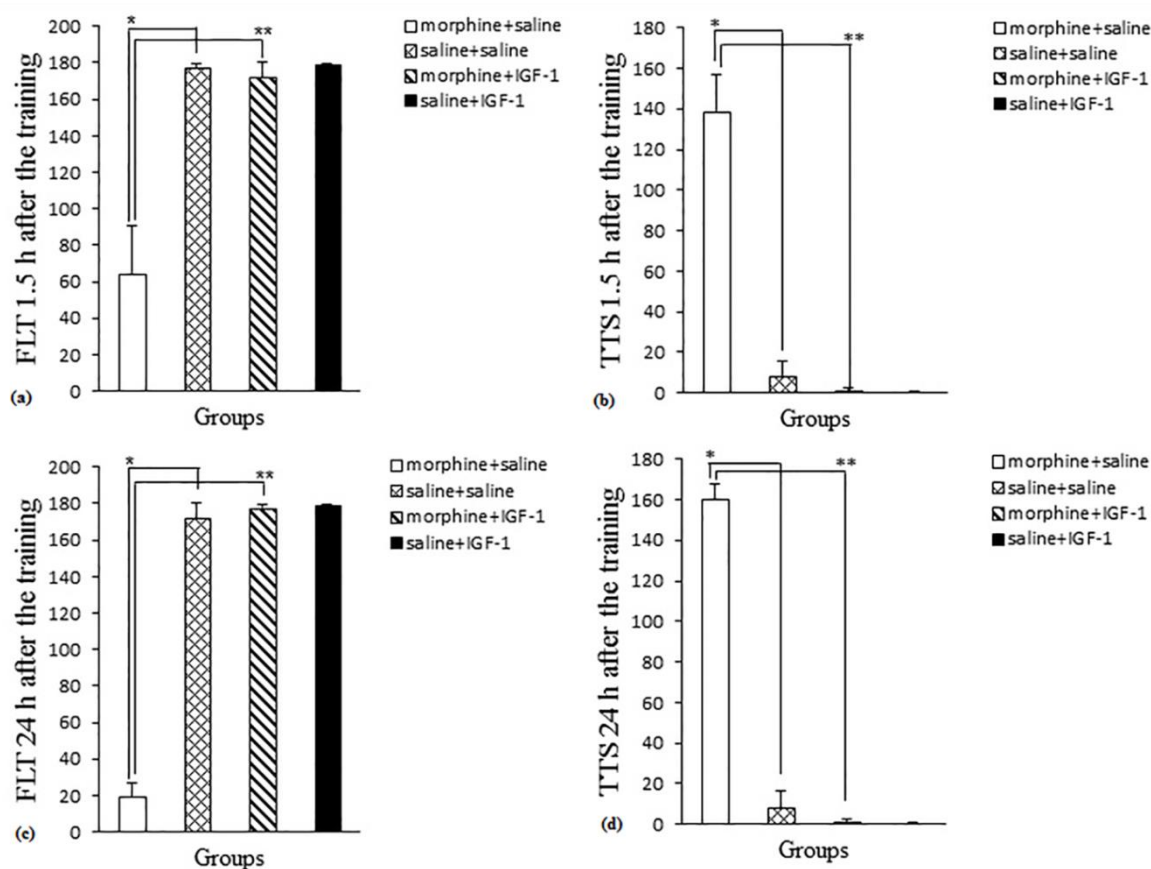 FLT 1.5 h after the training
200
180
160
140
120
100
80
60
40
20
0
*
**
morphine+saline
saline+saline
morphine+IGF-1
saline+IGF-1
(a)
Groups
TTS 1.5 h after the training
180
160
140
120
100
80
60
40
20
0
*
**
morphine+saline
saline+saline
morphine+IGF-1
saline+IGF-1
(b)
Groups
FLT 24 h after the training
200
180
160
140
120
100
80
60
40
20
0
*
**
morphine+saline
saline+saline
morphine+IGF-1
saline+IGF-1
(c)
Groups
TTS 24 h after the training
180
160
140
120
100
80
60
40
20
0
*
**
morphine+saline
saline+saline
morphine+IGF-1
saline+IGF-1
(d)
Groups